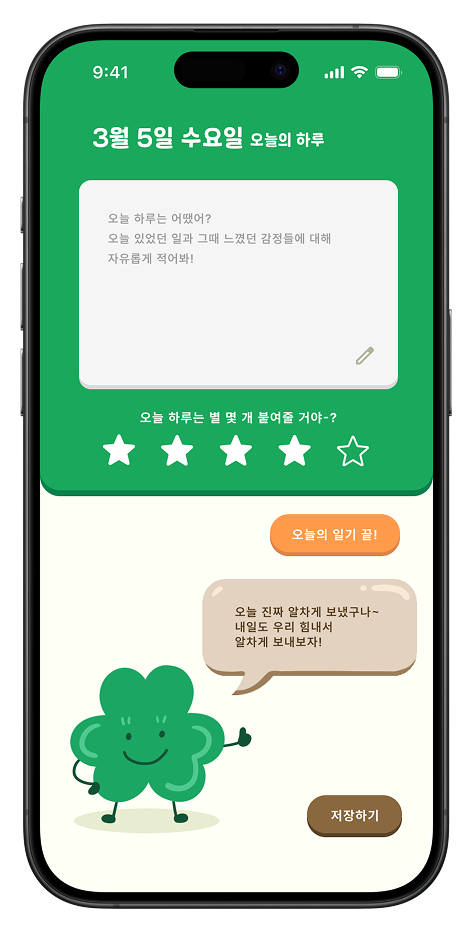 9:41
3월 5일 수요일 오늘의 하루
오늘 하루는 어땠어?
오늘 있었던 일과 그때 느꼈던 감정들에 대해
자유롭게 적어봐!
오늘 하루는 별 몇 개 붙여줄 거야~?
오늘의 일기 끝!
오늘 진짜 알차게 보냈구나~
내일도 우리 힘내서
알차게 보내보자!
저장하기